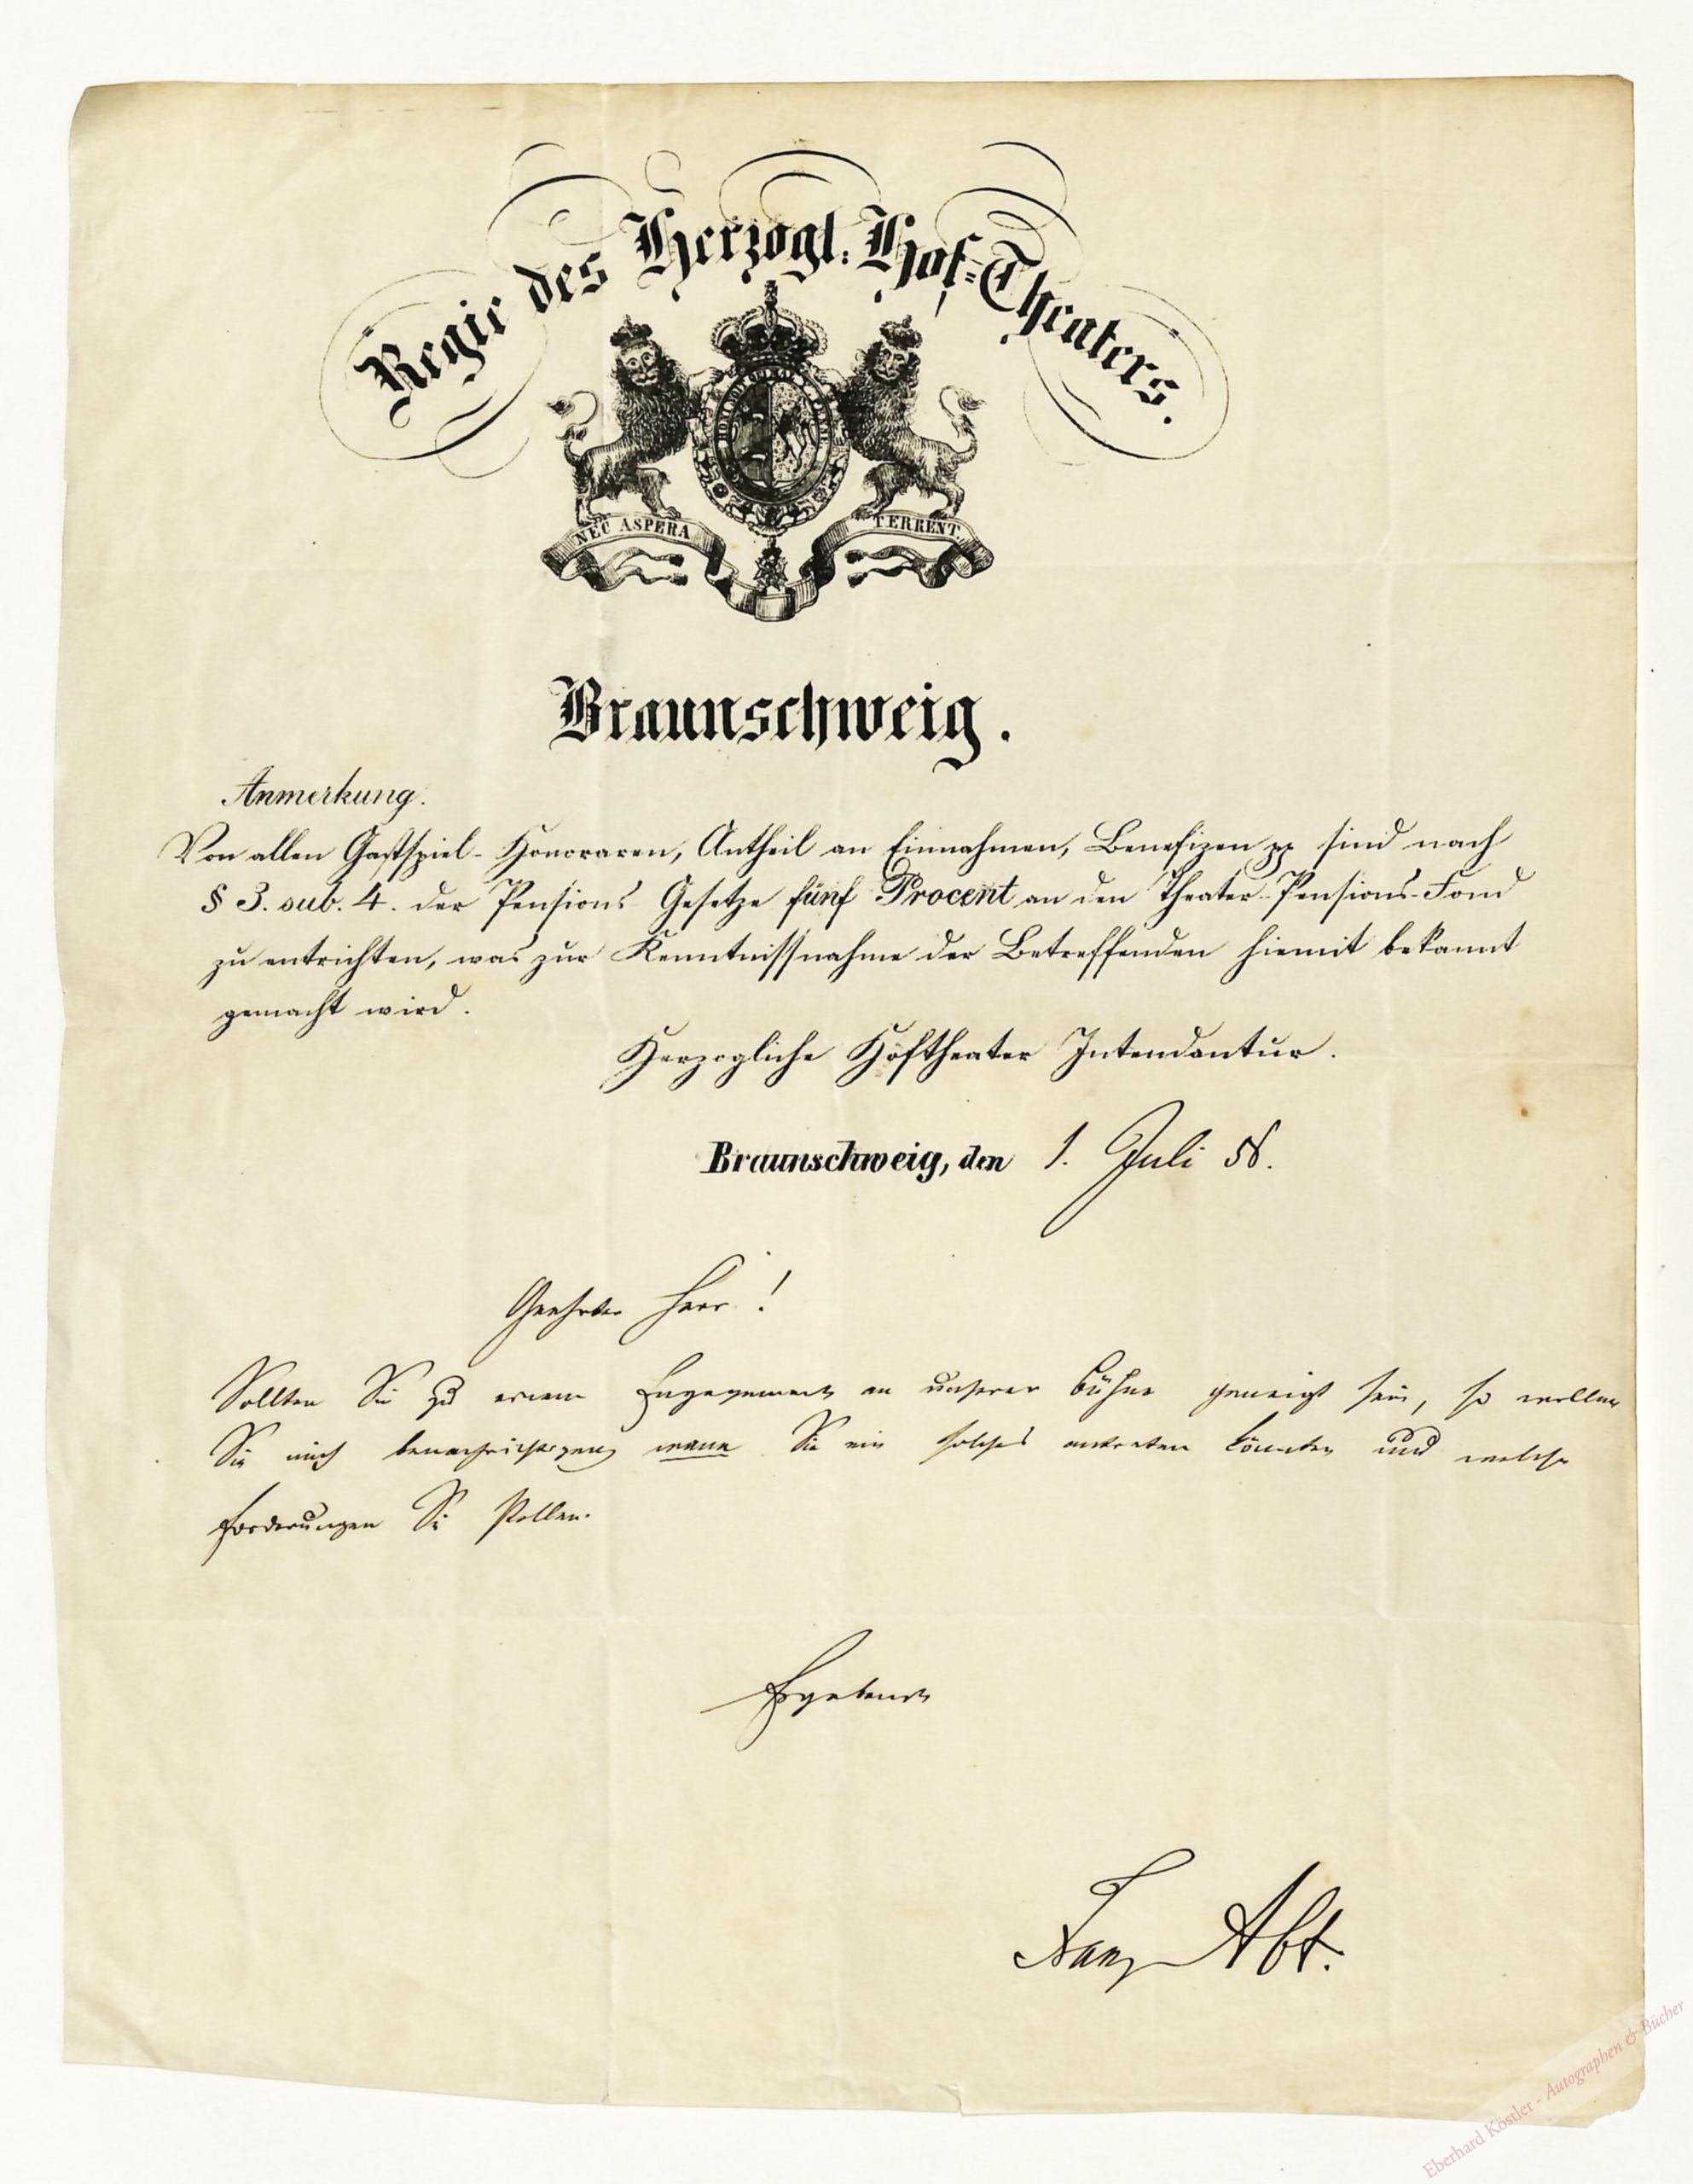 Regie des Herzogl. Hof-Theaters.
NEC ASPERA TERRENT.
Braunschweig.
Anmerkung.
Von allen Gastspiel-Honoraren, Antheil an Einnahmen, Benefizen pp sind nach
§ 3. sub. 4. der Pensions Gesetze fünf Procent an den Theater-Pensions-Fond
zu entrichten, was zur Kenntnissnahme der Betreffenden hiemit bekannt
gemacht wird.
Herzogliche Hoftheater Intendantur.
Braunschweig, den 1. Juli 58.
Geehrter Herr!
Sollten Sie zu einem Engagement an unserer Bühne geneigt sein, so wollen
Sie mich benachrichtigen, wann Sie ein solches antreten könnten und welche
Forderungen Sie stellen.
Ergebenst
Franz Abt.
Eberhard Köstler - Autographen & Bücher